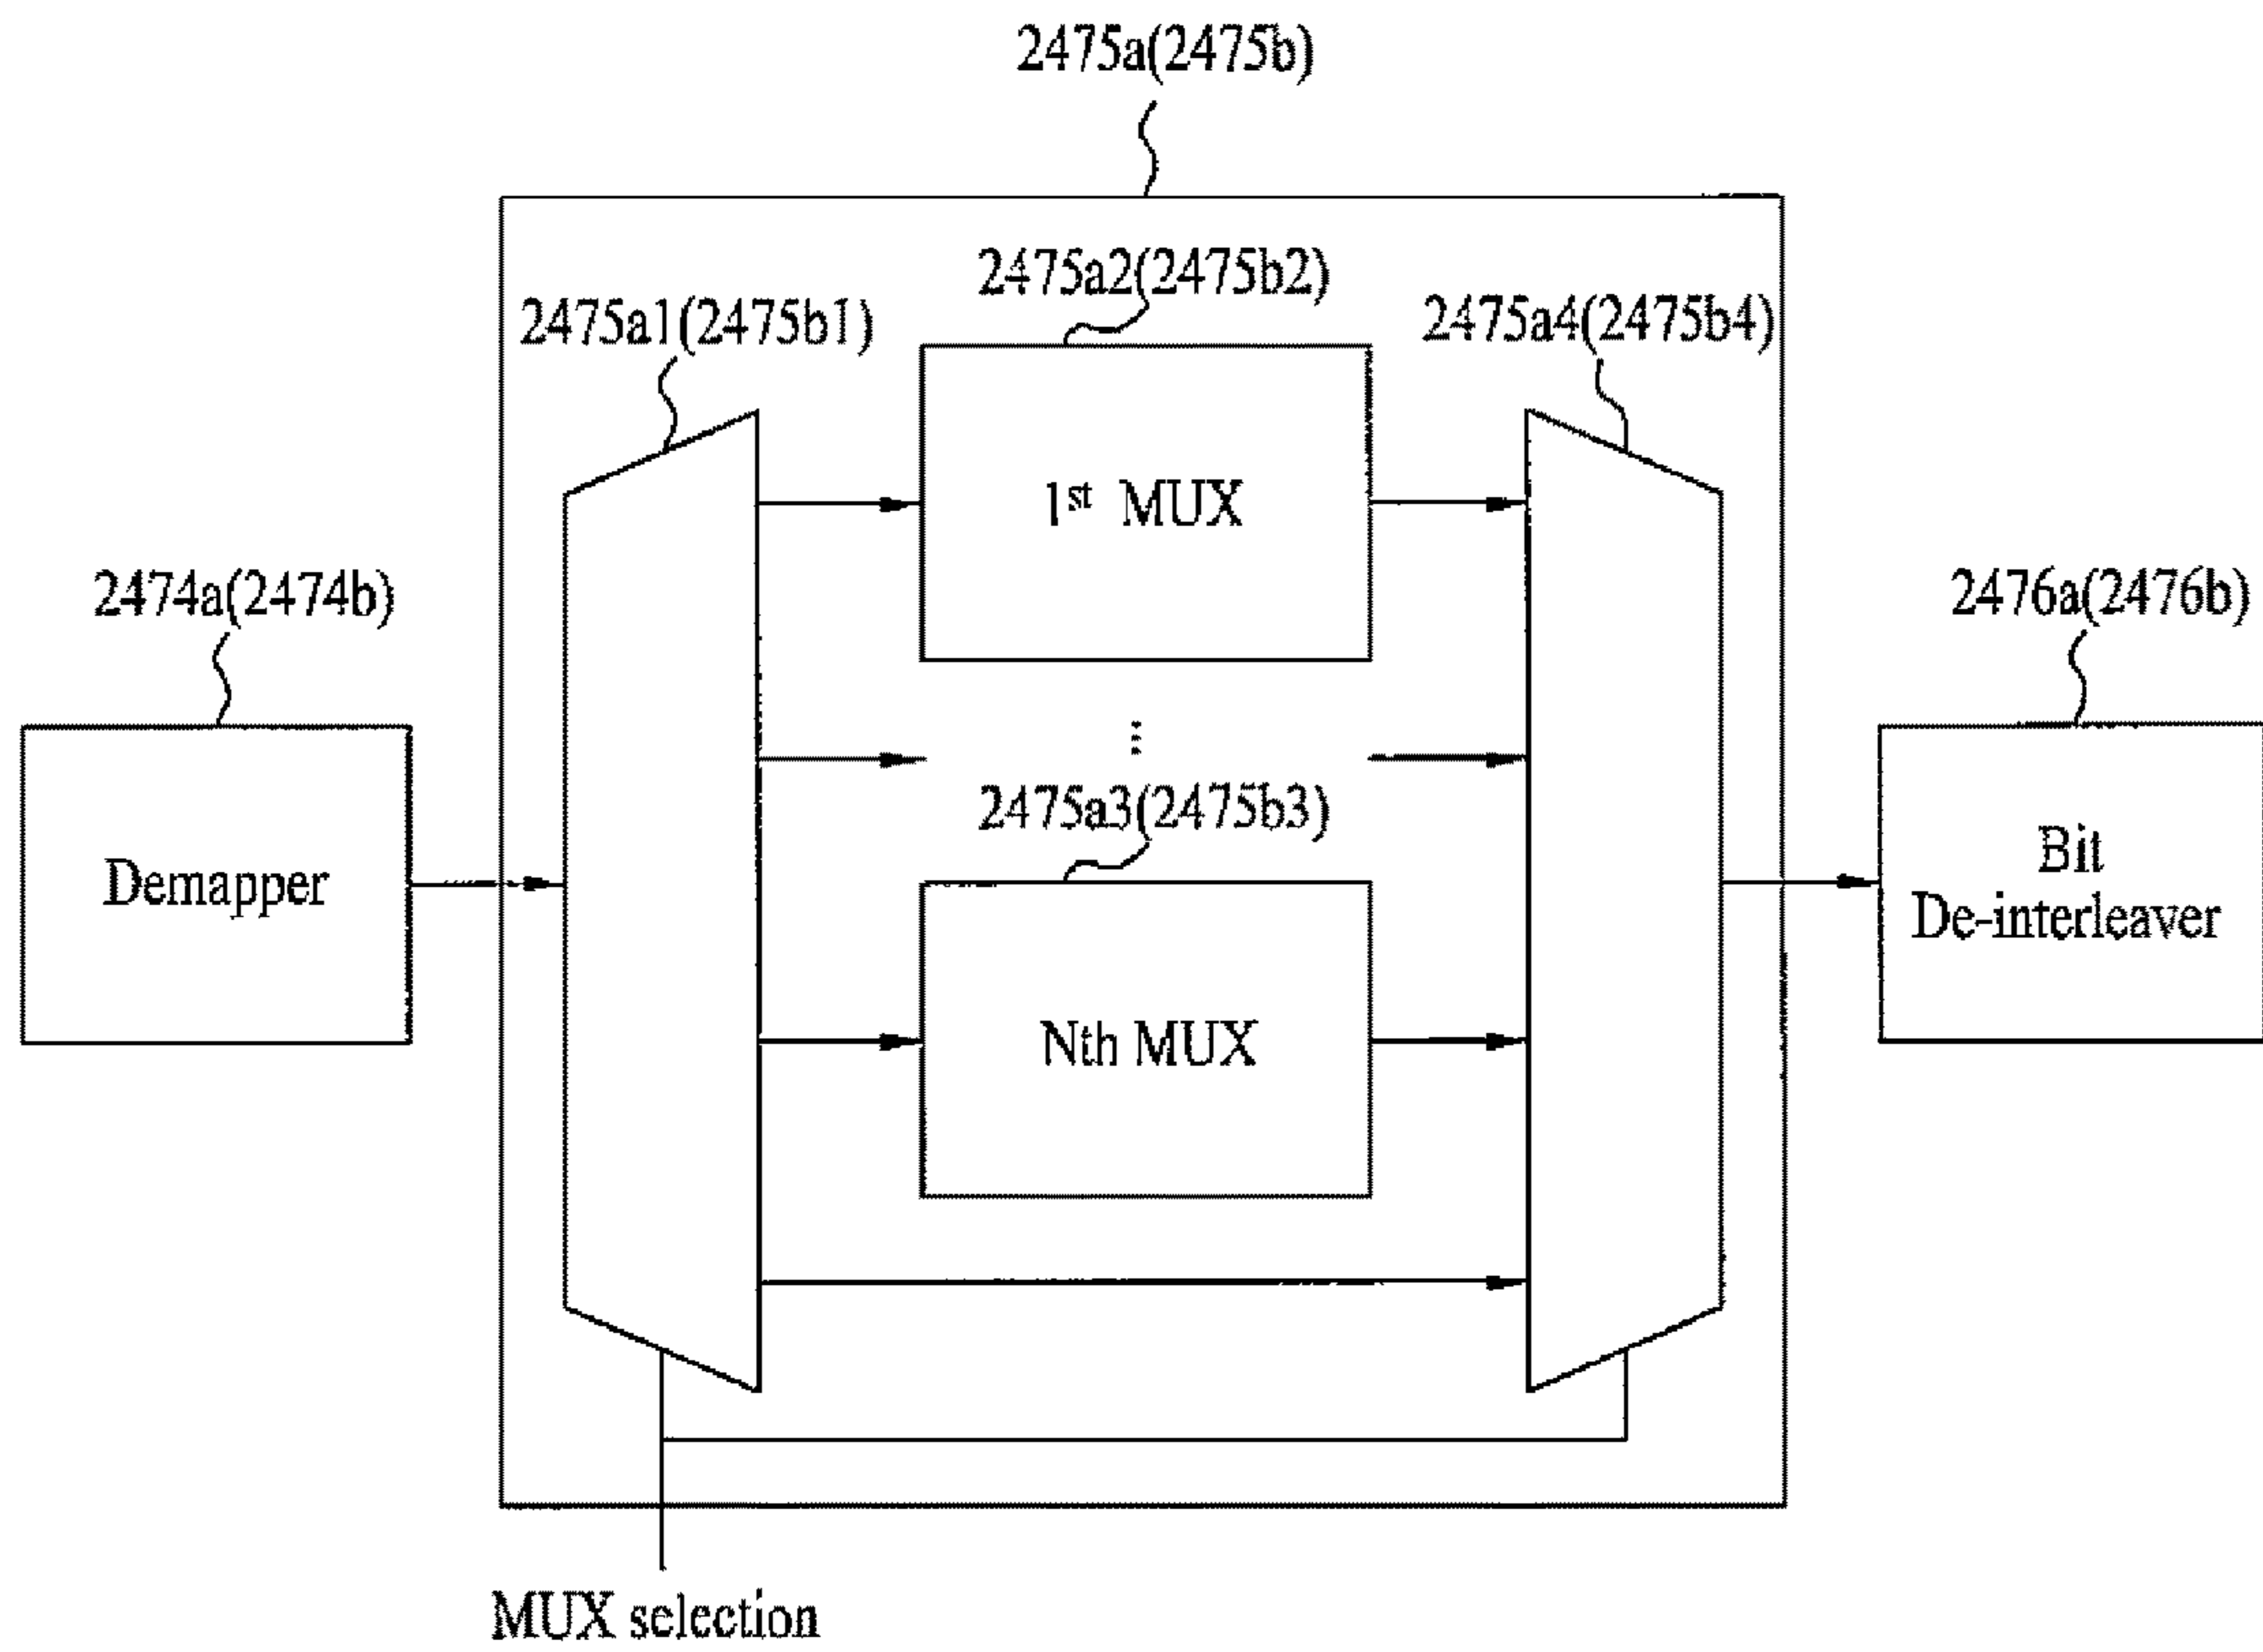 2475a(2475b)
2475a2(2475b2)
2475a1(2475b1)
2475a4(2475b4)
1st MUX
2474a(2474b)
2476a(2476b)
...
2475a3(2475b3)
Demapper
Bit
De-interleaver
Nth MUX
MUX selection